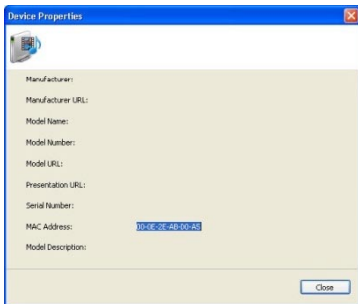 Device Properties
Manufacturer:
Manufacturer URL:
Model Name:
Model Number:
Model URL:
Presentation URL:
Serial Number:
MAC Address: 00-0E-2E-AB-00-A5
Model Description:
Close